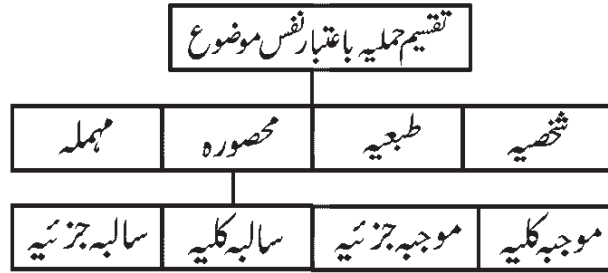 تقسیم حملیہ باعتبار نفس موضوع
شخصیہ طبعیہ محصورہ مہملہ
موجبہ کلیہ موجبہ جزئیہ سالبہ کلیہ سالبہ جزئیہ